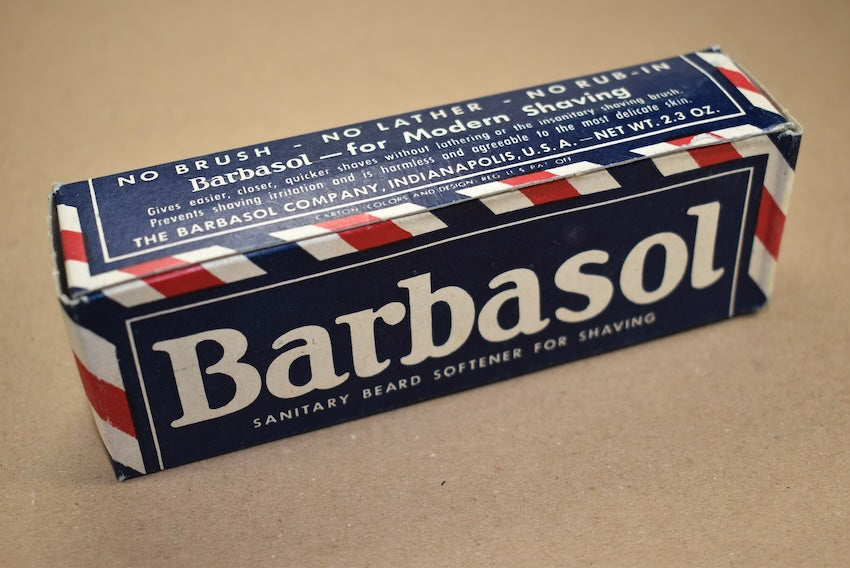 NO BRUSH - NO LATHER - NO RUB-IN
Barbasol — for Modern Shaving
Gives easier, closer, quicker shaves without lathering or the insanitary shaving brush.
Prevents shaving irritation and is harmless and agreeable to the most delicate skin.
THE BARBASOL COMPANY, INDIANAPOLIS, U.S.A. — NET WT. 2.3 OZ.
CARTON, COLORS AND DESIGN, REG. U.S. PAT. OFF.
Barbasol
SANITARY BEARD SOFTENER FOR SHAVING